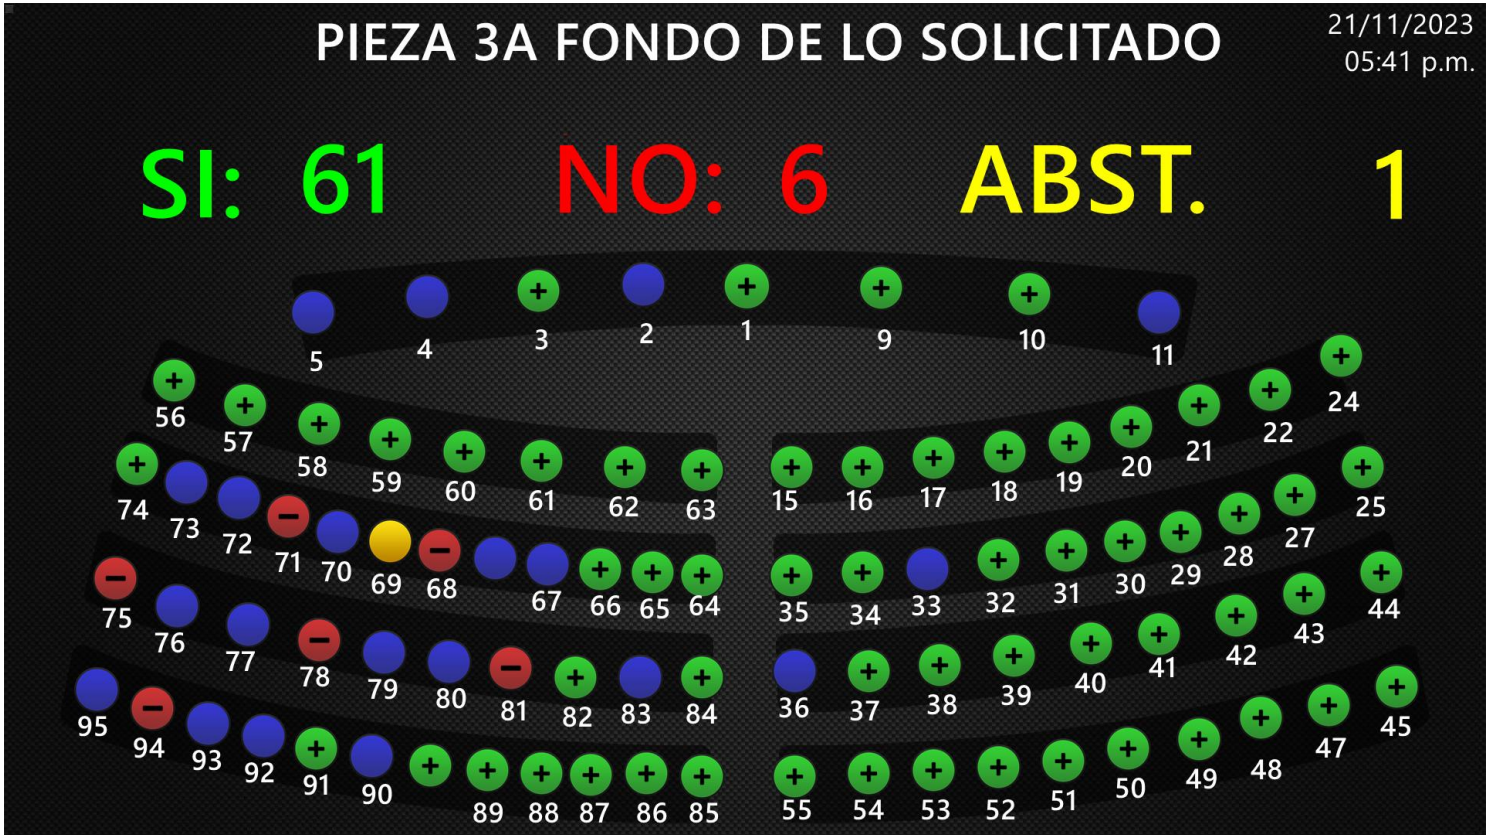 PIEZA 3A FONDO DE LO SOLICITADO
21/11/2023
05:41 p.m.
SI: 61 NO: 6 ABST. 1
5 4 3 2 1 9 10 11
56 57 58 59 60 61 62 63 15 16 17 18 19 20 21 22 24
74 73 72 71 70 69 68 67 66 65 64 35 34 33 32 31 30 29 28 27 25
75 76 77 78 79 80 81 82 83 84 36 37 38 39 40 41 42 43 44
95 94 93 92 91 90 89 88 87 86 85 55 54 53 52 51 50 49 48 47 45